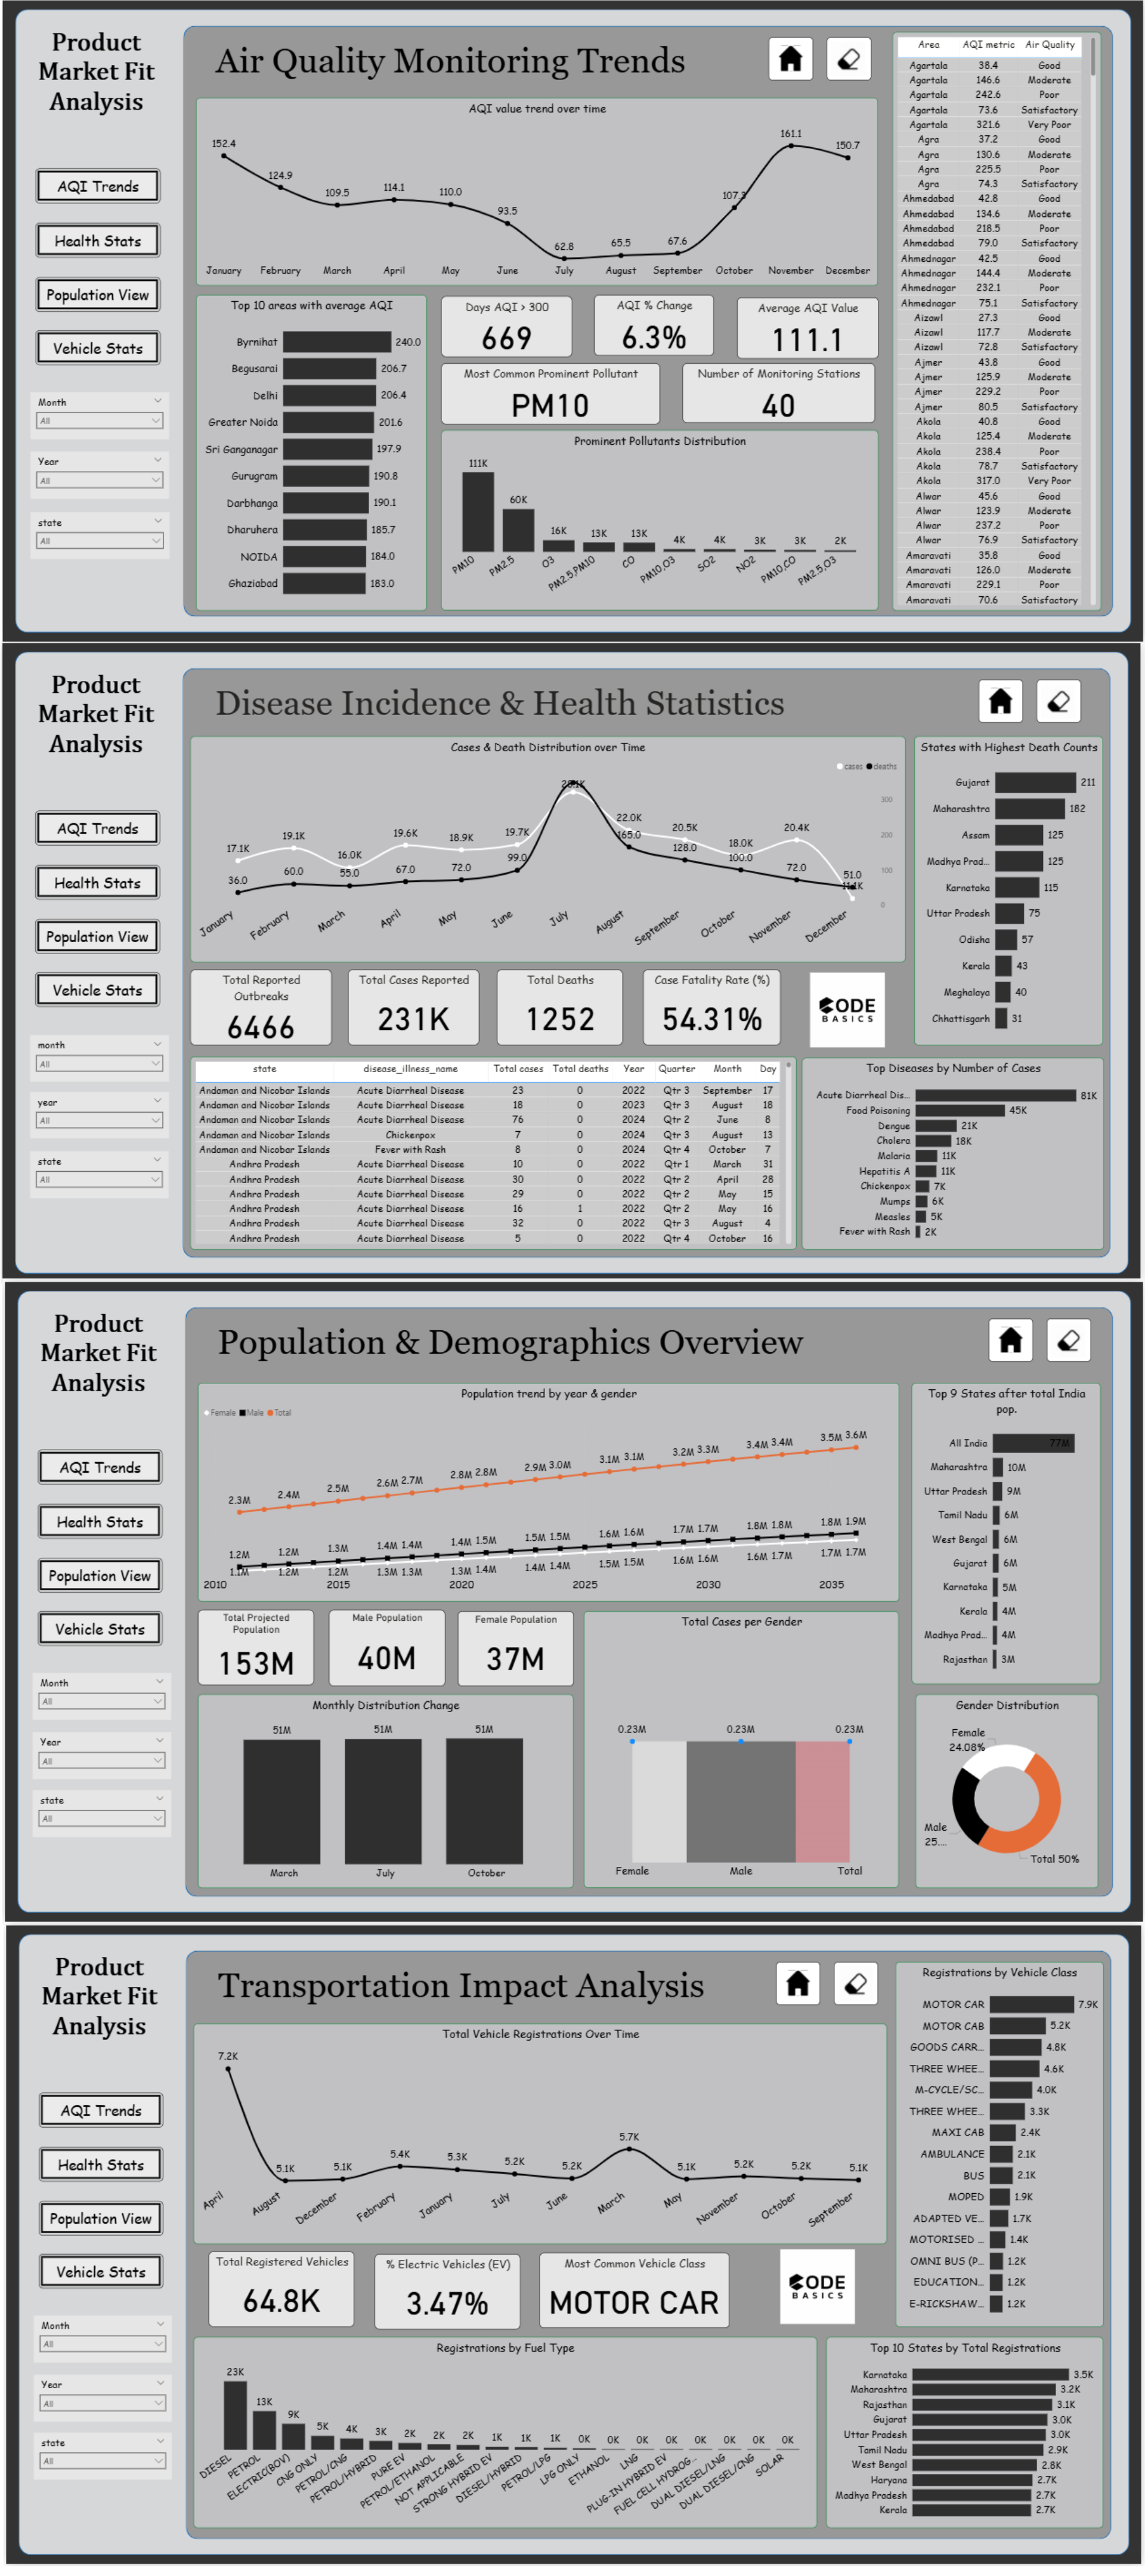 Product
Market Fit
Analysis
AQI Trends
Health Stats
Population View
Vehicle Stats
Month
All
Year
All
state
All
Air Quality Monitoring Trends
AQI value trend over time
152.4 124.9 109.5 114.1 110.0 93.5 62.8 65.5 67.6 107.3 161.1 150.7
January February March April May June July August September October November December
Top 10 areas with average AQI
Byrnihat 240.0
Begusarai 206.7
Delhi 206.4
Greater Noida 201.6
Sri Ganganagar 197.9
Gurugram 190.8
Darbhanga 190.1
Dharuhera 185.7
NOIDA 184.0
Ghaziabad 183.0
Days AQI > 300
669
AQI % Change
6.3%
Average AQI Value
111.1
Most Common Prominent Pollutant
PM10
Number of Monitoring Stations
40
Prominent Pollutants Distribution
111K 60K 16K 13K 13K 4K 4K 3K 3K 2K
PM10 PM2.5 O3 PM2.5,PM10 CO PM10,O3 SO2 NO2 PM10,CO PM2.5,O3
Area AQI metric Air Quality
Agartala 38.4 Good
Agartala 146.6 Moderate
Agartala 242.6 Poor
Agartala 73.6 Satisfactory
Agartala 321.6 Very Poor
Agra 37.2 Good
Agra 130.6 Moderate
Agra 225.5 Poor
Agra 74.3 Satisfactory
Ahmedabad 42.8 Good
Ahmedabad 134.6 Moderate
Ahmedabad 218.5 Poor
Ahmedabad 79.0 Satisfactory
Ahmednagar 42.5 Good
Ahmednagar 144.4 Moderate
Ahmednagar 232.1 Poor
Ahmednagar 75.1 Satisfactory
Aizawl 27.3 Good
Aizawl 117.7 Moderate
Aizawl 72.8 Satisfactory
Ajmer 43.8 Good
Ajmer 125.9 Moderate
Ajmer 229.2 Poor
Ajmer 80.5 Satisfactory
Akola 40.8 Good
Akola 125.4 Moderate
Akola 238.4 Poor
Akola 78.7 Satisfactory
Akola 317.0 Very Poor
Alwar 45.6 Good
Alwar 123.9 Moderate
Alwar 237.2 Poor
Alwar 76.9 Satisfactory
Amaravati 35.8 Good
Amaravati 126.0 Moderate
Amaravati 229.1 Poor
Amaravati 70.6 Satisfactory
Product
Market Fit
Analysis
AQI Trends
Health Stats
Population View
Vehicle Stats
month
All
year
All
state
All
Disease Incidence & Health Statistics
Cases & Death Distribution over Time
cases deaths
17.1K 19.1K 16.0K 19.6K 18.9K 19.7K 22.0K 20.5K 18.0K 20.4K 11.1K
36.0 60.0 55.0 67.0 72.0 99.0 165.0 128.0 100.0 72.0 51.0
300
200
100
0
January February March April May June July August September October November December
States with Highest Death Counts
Gujarat 211
Maharashtra 182
Assam 125
Madhya Prad... 125
Karnataka 115
Uttar Pradesh 75
Odisha 57
Kerala 43
Meghalaya 40
Chhattisgarh 31
Total Reported
Outbreaks
6466
Total Cases Reported
231K
Total Deaths
1252
Case Fatality Rate (%)
54.31%
CODE
BASICS
state disease_illness_name Total cases Total deaths Year Quarter Month Day
Andaman and Nicobar Islands Acute Diarrheal Disease 23 0 2022 Qtr 3 September 17
Andaman and Nicobar Islands Acute Diarrheal Disease 18 0 2023 Qtr 3 August 18
Andaman and Nicobar Islands Acute Diarrheal Disease 76 0 2024 Qtr 2 June 8
Andaman and Nicobar Islands Chickenpox 7 0 2024 Qtr 3 August 13
Andaman and Nicobar Islands Fever with Rash 8 0 2024 Qtr 4 October 7
Andhra Pradesh Acute Diarrheal Disease 10 0 2022 Qtr 1 March 31
Andhra Pradesh Acute Diarrheal Disease 30 0 2022 Qtr 2 April 28
Andhra Pradesh Acute Diarrheal Disease 29 0 2022 Qtr 2 May 15
Andhra Pradesh Acute Diarrheal Disease 16 1 2022 Qtr 2 May 16
Andhra Pradesh Acute Diarrheal Disease 32 0 2022 Qtr 3 August 4
Andhra Pradesh Acute Diarrheal Disease 5 0 2022 Qtr 4 October 16
Top Diseases by Number of Cases
Acute Diarrheal Dis... 81K
Food Poisoning 45K
Dengue 21K
Cholera 18K
Malaria 11K
Hepatitis A 11K
Chickenpox 7K
Mumps 6K
Measles 5K
Fever with Rash 2K
Product
Market Fit
Analysis
AQI Trends
Health Stats
Population View
Vehicle Stats
Month
All
Year
All
state
All
Population & Demographics Overview
Population trend by year & gender
Female Male Total
2.3M 2.4M 2.5M 2.6M 2.7M 2.8M 2.8M 2.9M 3.0M 3.1M 3.1M 3.2M 3.3M 3.4M 3.4M 3.5M 3.6M
1.2M 1.2M 1.3M 1.4M 1.4M 1.4M 1.5M 1.5M 1.5M 1.6M 1.6M 1.7M 1.7M 1.8M 1.8M 1.8M 1.9M
1.1M 1.2M 1.2M 1.3M 1.3M 1.3M 1.4M 1.4M 1.4M 1.5M 1.5M 1.6M 1.6M 1.6M 1.7M 1.7M 1.7M
2010 2015 2020 2025 2030 2035
Top 9 States after total India
pop.
All India 77M
Maharashtra 10M
Uttar Pradesh 9M
Tamil Nadu 6M
West Bengal 6M
Gujarat 6M
Karnataka 5M
Kerala 4M
Madhya Prad... 4M
Rajasthan 3M
Total Projected
Population
153M
Male Population
40M
Female Population
37M
Total Cases per Gender
0.23M 0.23M 0.23M
Female Male Total
Monthly Distribution Change
51M 51M 51M
March July October
Gender Distribution
Female
24.08%
Male
25....
Total 50%
Product
Market Fit
Analysis
AQI Trends
Health Stats
Population View
Vehicle Stats
Month
All
Year
All
state
All
Transportation Impact Analysis
Total Vehicle Registrations Over Time
7.2K 5.1K 5.1K 5.4K 5.3K 5.2K 5.2K 5.7K 5.1K 5.2K 5.2K 5.1K
April August December February January July June March May November October September
Registrations by Vehicle Class
MOTOR CAR 7.9K
MOTOR CAB 5.2K
GOODS CARR... 4.8K
THREE WHEE... 4.6K
M-CYCLE/SC... 4.0K
THREE WHEE... 3.3K
MAXI CAB 2.4K
AMBULANCE 2.1K
BUS 2.1K
MOPED 1.9K
ADAPTED VE... 1.7K
MOTORISED ... 1.4K
OMNI BUS (P... 1.2K
EDUCATION... 1.2K
E-RICKSHAW... 1.2K
Total Registered Vehicles
64.8K
% Electric Vehicles (EV)
3.47%
Most Common Vehicle Class
MOTOR CAR
CODE
BASICS
Registrations by Fuel Type
23K 13K 9K 5K 4K 3K 2K 2K 2K 1K 1K 1K 0K 0K 0K 0K 0K 0K 0K 0K
DIESEL PETROL ELECTRIC(BOV) CNG ONLY PETROL/CNG PETROL/HYBRID PURE EV PETROL/ETHANOL NOT APPLICABLE STRONG HYBRID EV DIESEL/HYBRID PETROL/LPG LPG ONLY ETHANOL LNG PLUG-IN HYBRID EV FUEL CELL HYDROG... DUAL DIESEL/LNG DUAL DIESEL/CNG SOLAR
Top 10 States by Total Registrations
Karnataka 3.5K
Maharashtra 3.2K
Rajasthan 3.1K
Gujarat 3.0K
Uttar Pradesh 3.0K
Tamil Nadu 2.9K
West Bengal 2.8K
Haryana 2.7K
Madhya Pradesh 2.7K
Kerala 2.7K